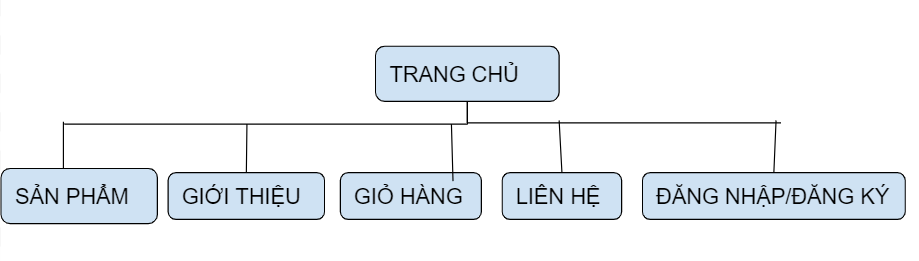 TRANG CHỦ
SẢN PHẨM
GIỚI THIỆU
GIỎ HÀNG
LIÊN HỆ
ĐĂNG NHẬP/ĐĂNG KÝ